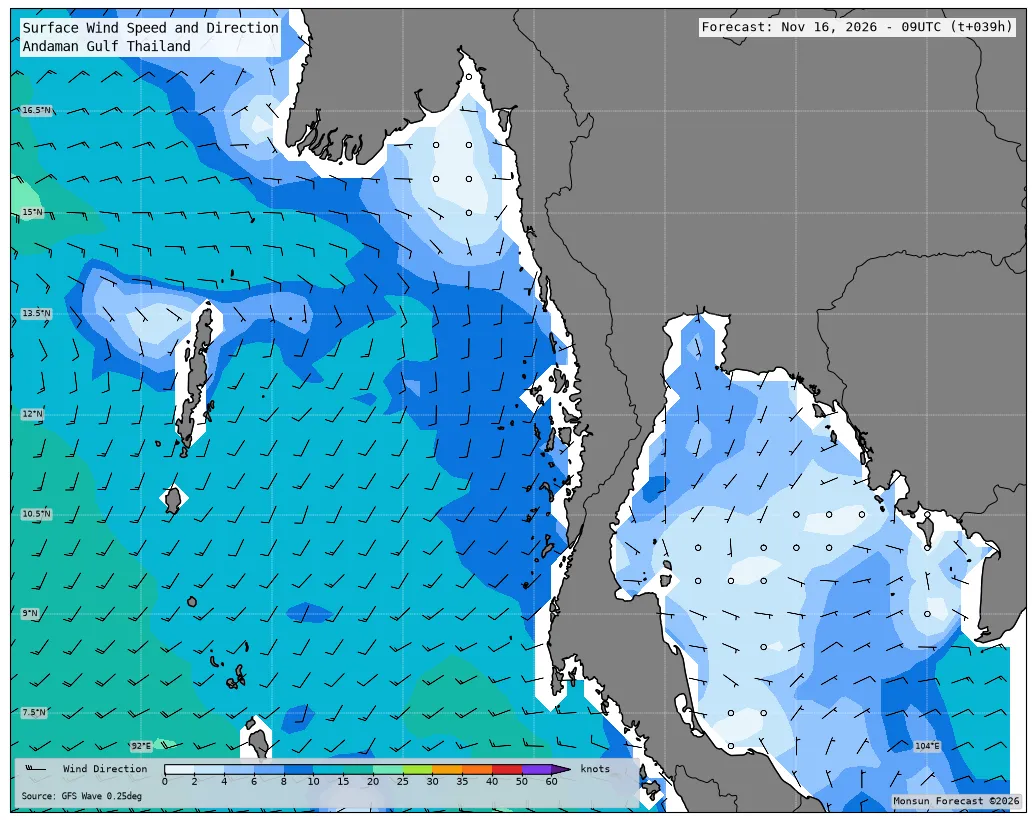 Surface Wind Speed and Direction
Andaman Gulf Thailand
Forecast: Nov 16, 2026 - 09UTC (t+039h)
16.5°N
15°N
13.5°N
12°N
10.5°N
9°N
7.5°N
92°E
104°E
Wind Direction
knots
0 2 4 6 8 10 15 20 25 30 35 40 50 60
Source: GFS Wave 0.25deg
Monsun Forecast ©2026